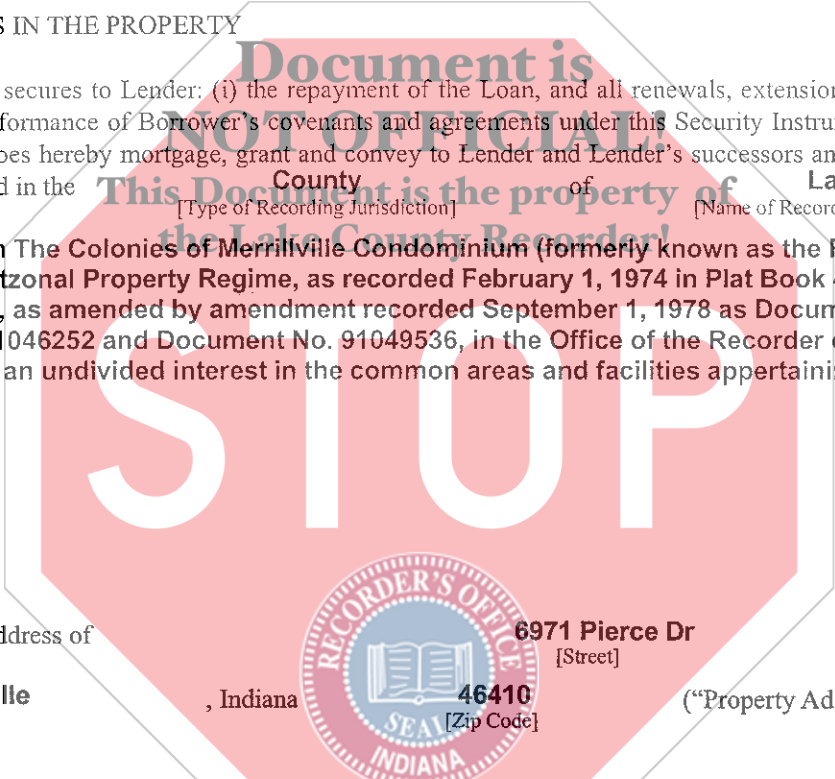 S IN THE PROPERTY
Document is
secures to Lender: (i) the repayment of the Loan, and all renewals, extension
NOT OFFICIAL!
formance of Borrower's covenants and agreements under this Security Instru
oes hereby mortgage, grant and convey to Lender and Lender's successors an
d in the County of La
This Document is the property of
[Type of Recording Jurisdiction] [Name of Record
the Lake County Recorder!
n The Colonies of Merrillville Condominium (formerly known as the
tzonal Property Regime, as recorded February 1, 1974 in Plat Book
, as amended by amendment recorded September 1, 1978 as Docum
1046252 and Document No. 91049536, in the Office of the Recorder
an undivided interest in the common areas and facilities appertaini
STOP
RECORDER'S OFFICE
ddress of 6971 Pierce Dr
[Street]
lle , Indiana 46410 ("Property Ad
SEAL [Zip Code]
INDIANA